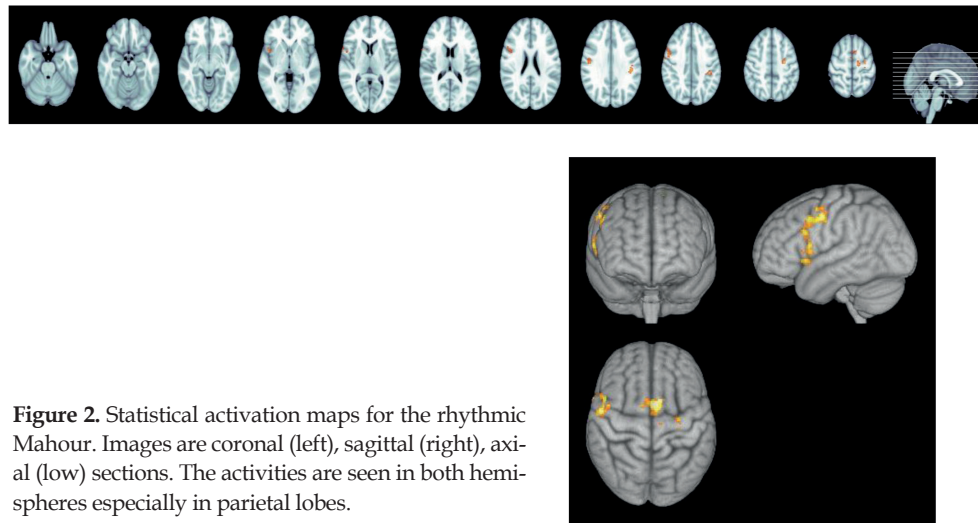 Figure 2. Statistical activation maps for the rhythmic
Mahour. Images are coronal (left), sagittal (right), axi-
al (low) sections. The activities are seen in both hemi-
spheres especially in parietal lobes.